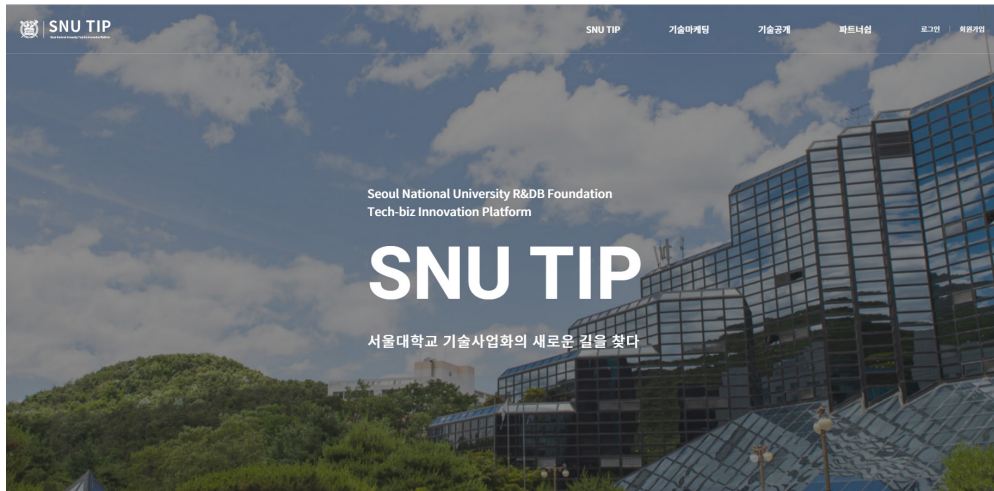 SNU TIP
SNU TIP
기술마케팅
기술공개
파트너쉽
로그인
회원가입
Seoul National University R&DB Foundation
Tech-biz Innovation Platform
SNU TIP
서울대학교 기술사업화의 새로운 길을 찾다